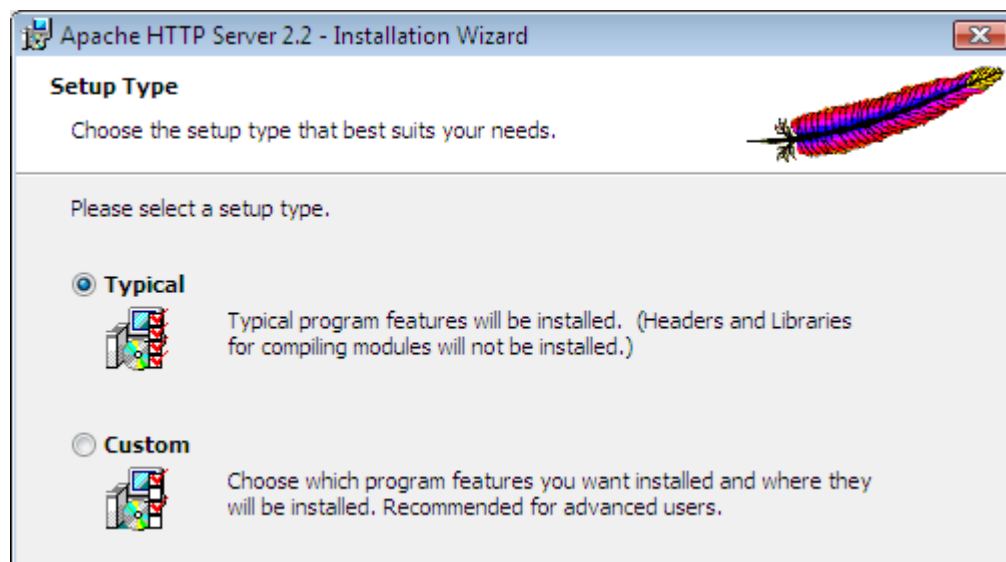 Apache HTTP Server 2.2 - Installation Wizard
Setup Type
Choose the setup type that best suits your needs.
Please select a setup type.
Typical
Typical program features will be installed.  (Headers and Libraries
for compiling modules will not be installed.)
Custom
Choose which program features you want installed and where they
will be installed. Recommended for advanced users.